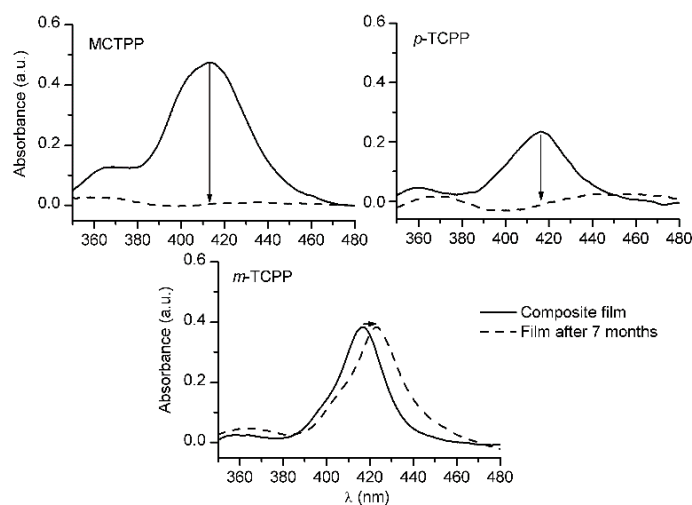 MCTPP
Absorbance (a.u.)
0.6
0.4
0.2
0.0
360 380 400 420 440 460 480
p-TCPP
0.6
0.4
0.2
0.0
360 380 400 420 440 460 480
m-TCPP
Absorbance (a.u.)
0.6
0.4
0.2
0.0
360 380 400 420 440 460 480
λ (nm)
Composite film
Film after 7 months